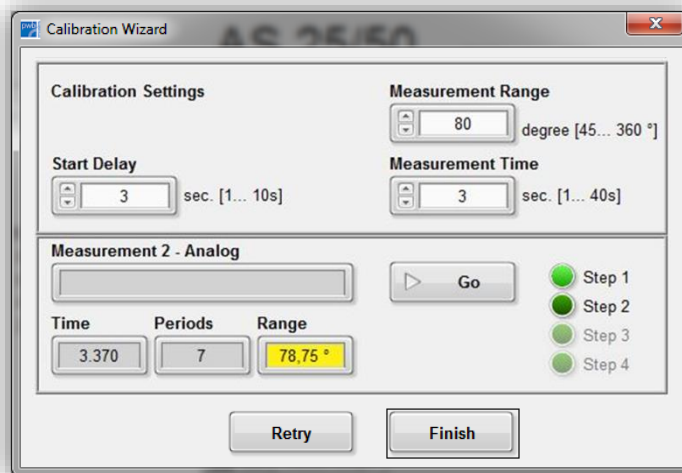 pwb
Calibration Wizard
AS 25/50
Calibration Settings
Measurement Range
80 degree [45... 360 °]
Start Delay
Measurement Time
3 sec. [1... 10s]
3 sec. [1... 40s]
Measurement 2 - Analog
Go
Step 1
Step 2
Time Periods Range
Step 3
3.370 7 78,75 °
Step 4
Retry Finish